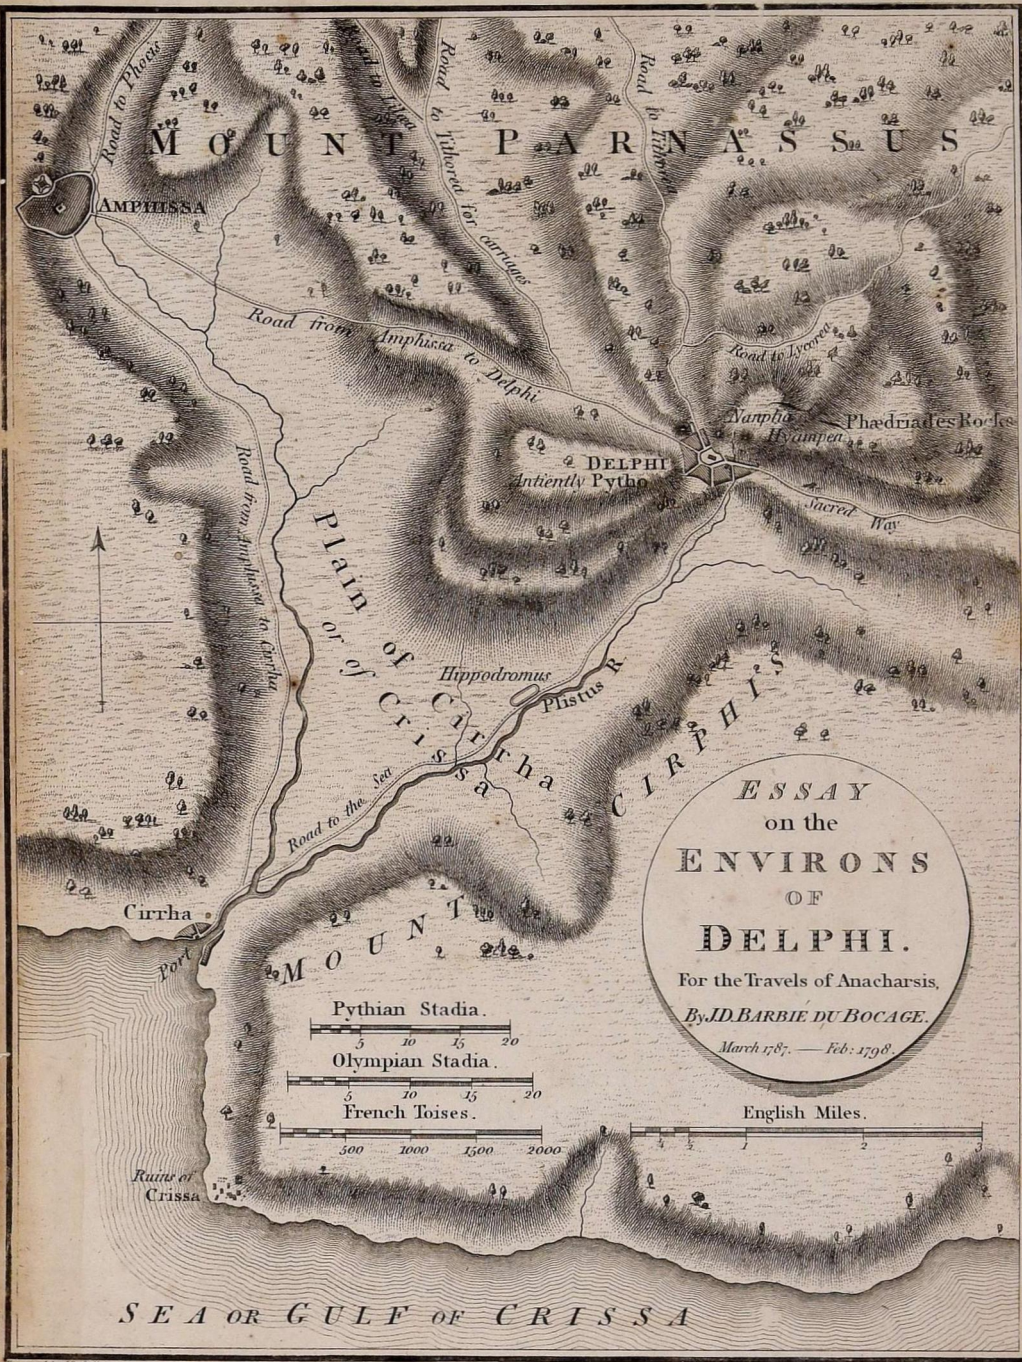 Road to Phocis
Road to Lilaea
Road to Tithored for carriages
Road to Tithorea
MOUNT PARNASSUS
AMPHISSA
Road from Amphissa to Delphi
Road to Lycorea
Nanplia
Hyampea
Phædriades Rocks
DELPHI
Antiently Pytho
Sacred Way
Road from Amphissa to Cirrha
Plain of Cirrha
or of Crissa
Hippodromus
Plistus R
MOUNT CIRPHIS
Road to the Sea
Cirrha
Port
ESSAY
on the
ENVIRONS
OF
DELPHI.
For the Travels of Anacharsis,
By J.D. BARBIÉ DU BOCAGE.
March 1787. — Feb: 1798.
Pythian Stadia.
5 10 15 20
Olympian Stadia.
5 10 15 20
French Toises.
500 1000 1500 2000
English Miles.
1 2 3
Ruins of
Crissa
SEA OR GULF OF CRISSA